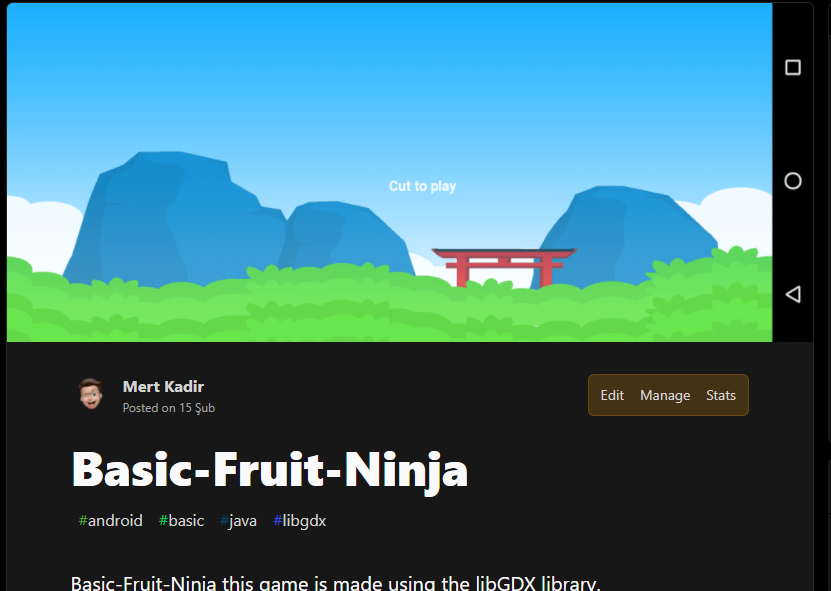 Cut to play
Mert Kadir
Posted on 15 Şub
Edit Manage Stats
Basic-Fruit-Ninja
#android #basic #java #libgdx
Basic-Fruit-Ninja this game is made using the libGDX library.